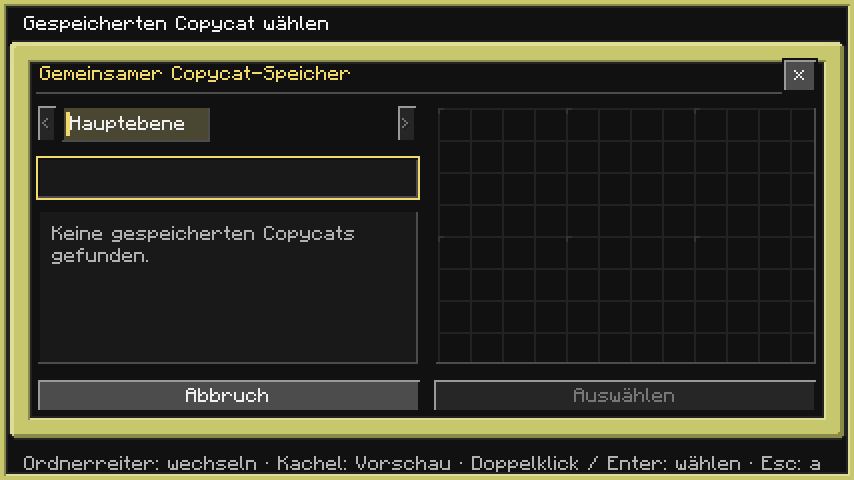 Gespeicherten Copycat wählen
Gemeinsamer Copycat-Speicher
×
< Hauptebene >
Keine gespeicherten Copycats
gefunden.
Abbruch
Auswählen
Ordnerreiter: wechseln · Kachel: Vorschau · Doppelklick / Enter: wählen · Esc: a